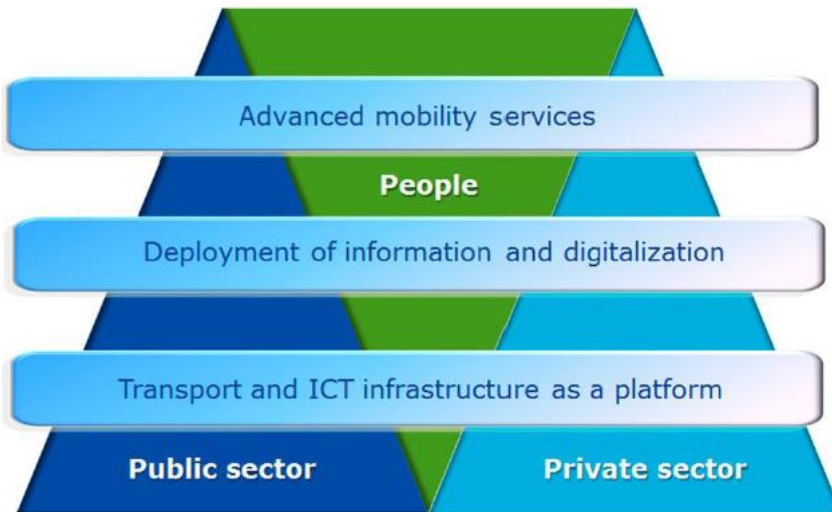 Advanced mobility services
People
Deployment of information and digitalization
Transport and ICT infrastructure as a platform
Public sector
Private sector